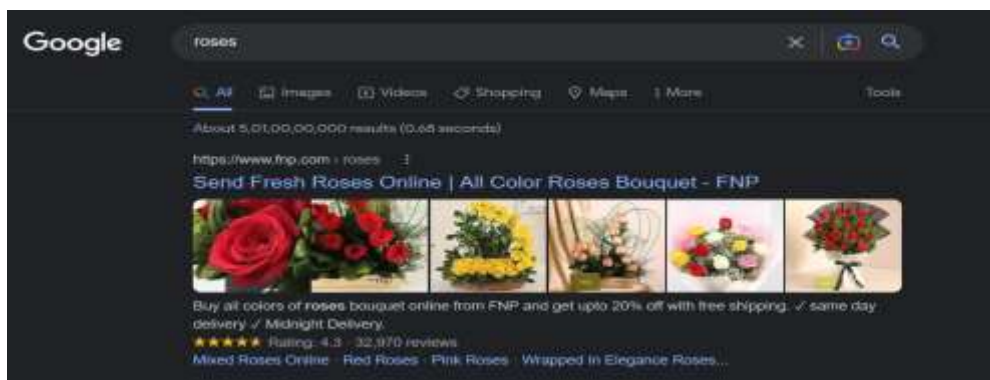 Google
roses
All Images Videos Shopping Maps More Tools
About 5,01,00,00,000 results (0.68 seconds)
https://www.fnp.com › roses
Send Fresh Roses Online | All Color Roses Bouquet - FNP
Buy all colors of roses bouquet online from FNP and get upto 20% off with free shipping. ✓ same day
delivery ✓ Midnight Delivery.
Rating: 4.3 · 32,970 reviews
Mixed Roses Online · Red Roses · Pink Roses · Wrapped In Elegance Roses...